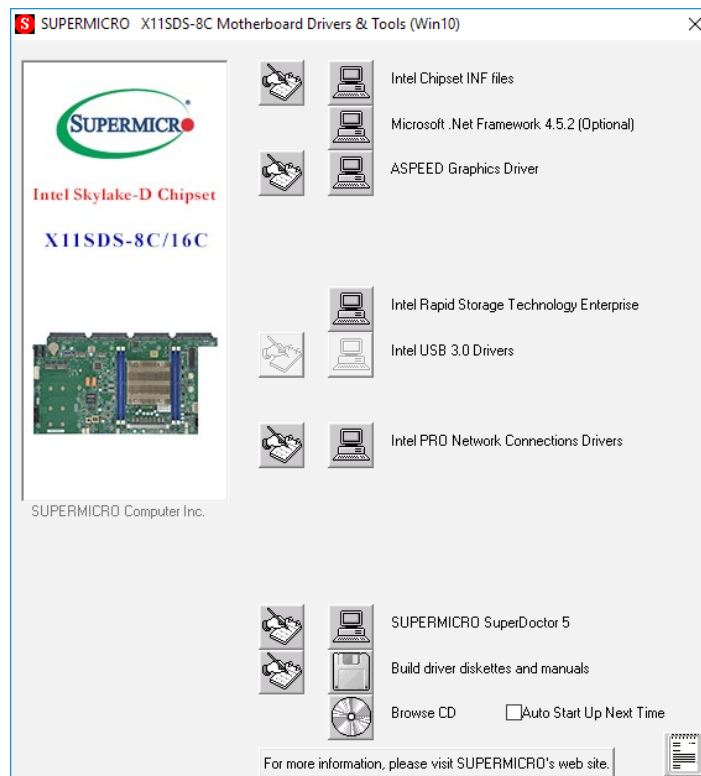 S SUPERMICRO X11SDS-8C Motherboard Drivers & Tools (Win10)
SUPERMICRO
Intel Skylake-D Chipset
X11SDS-8C/16C
SUPERMICRO Computer Inc.
Intel Chipset INF files
Microsoft .Net Framework 4.5.2 (Optional)
ASPEED Graphics Driver
Intel Rapid Storage Technology Enterprise
Intel USB 3.0 Drivers
Intel PRO Network Connections Drivers
SUPERMICRO SuperDoctor 5
Build driver diskettes and manuals
Browse CD Auto Start Up Next Time
For more information, please visit SUPERMICRO's web site.